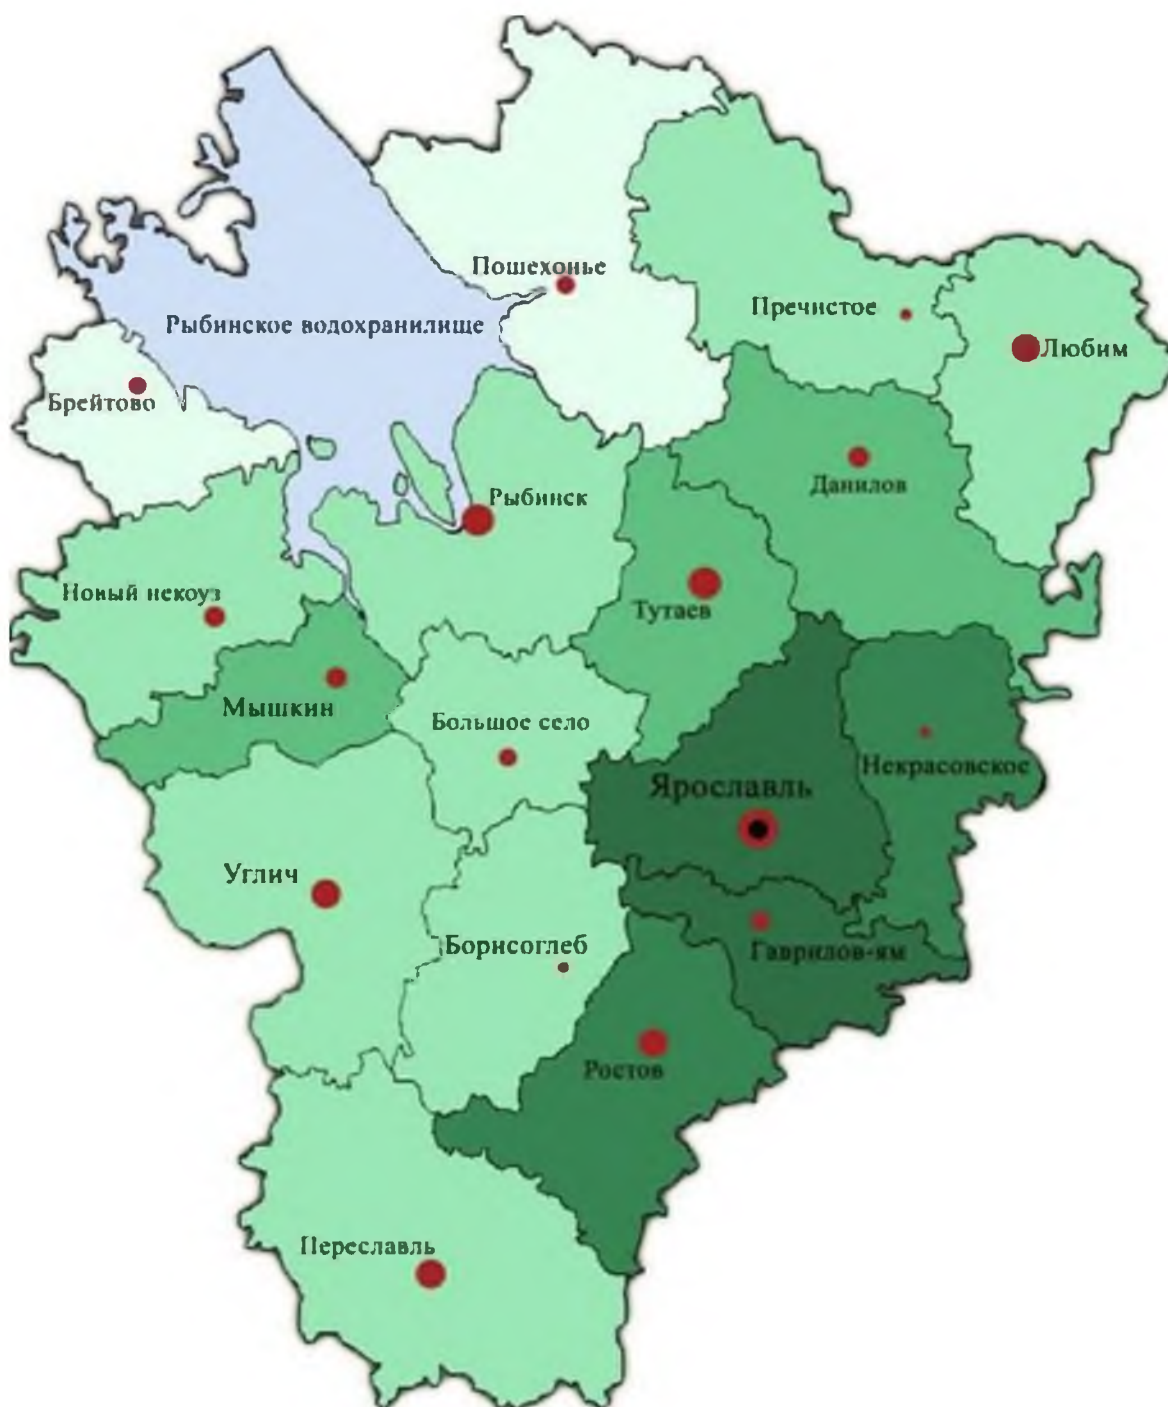 Пошехонье
Пречистое
Рыбинское водохранилище
Любим
Брейтово
Данилов
Рыбинск
Новый некоуз
Тутаев
Мышкин
Большое село
Некрасовское
Ярославль
Углич
Борисоглеб
Гаврилов-ям
Ростов
Переславль